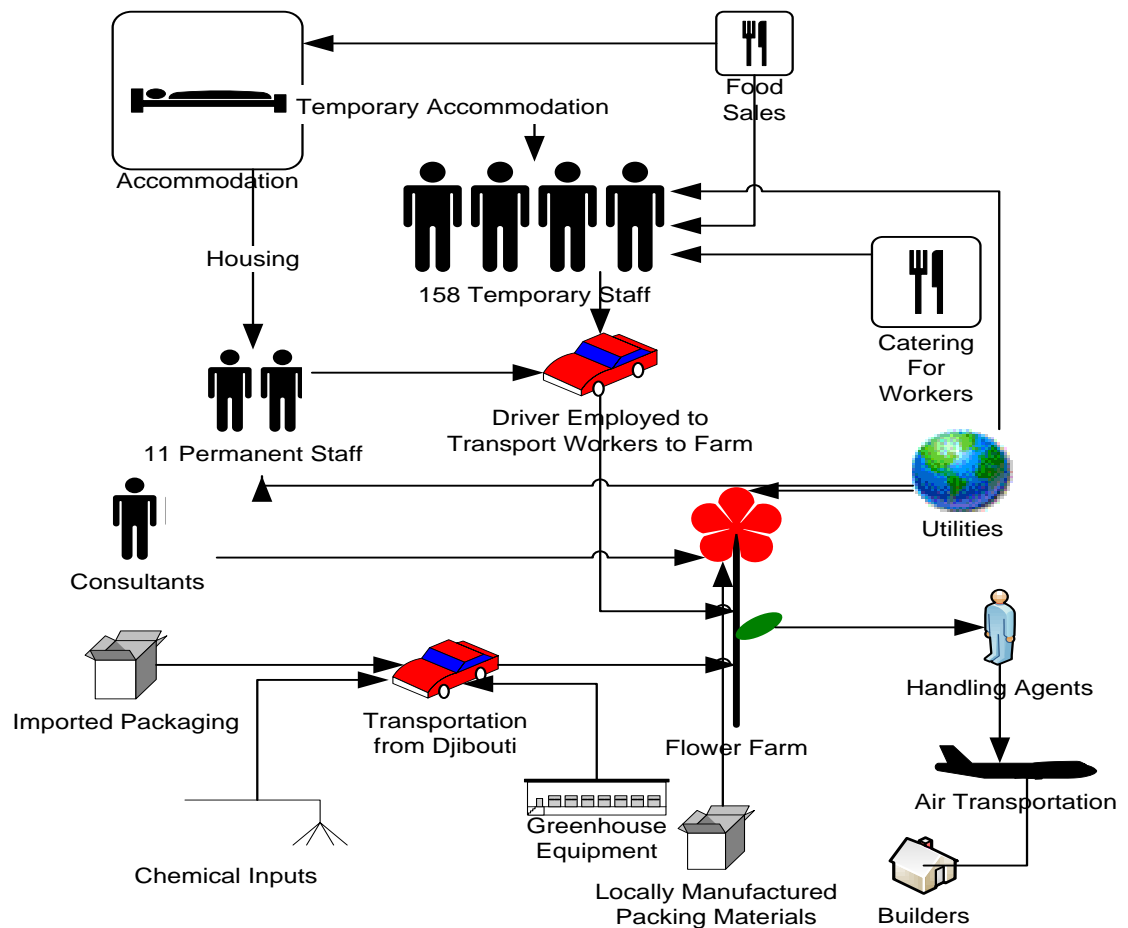 Food
Sales
Temporary Accommodation
Accommodation
Housing
158 Temporary Staff
Catering
For
Workers
Driver Employed to
Transport Workers to Farm
11 Permanent Staff
Utilities
Consultants
Handling Agents
Imported Packaging
Transportation
from Djibouti
Flower Farm
Air Transportation
Greenhouse
Equipment
Chemical Inputs
Locally Manufactured
Packing Materials
Builders